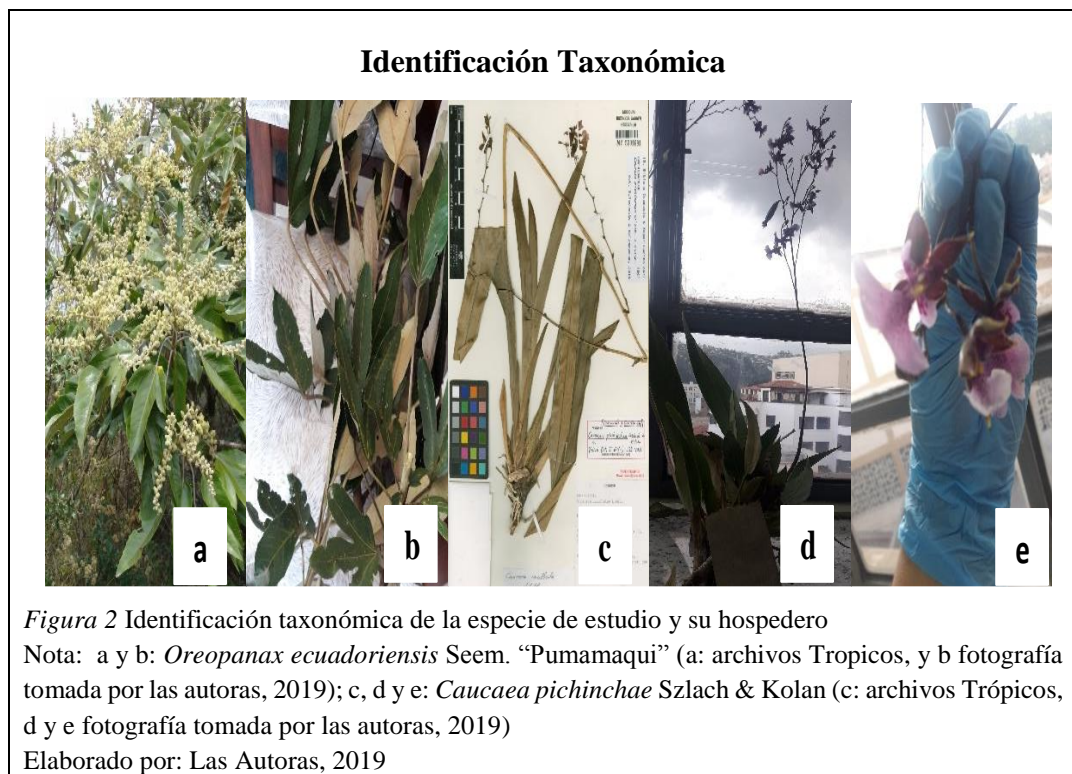 Identificación Taxonómica
a
b
c
d
e
Figura 2 Identificación taxonómica de la especie de estudio y su hospedero
Nota: a y b: Oreopanax ecuadoriensis Seem. “Pumamaqui” (a: archivos Tropicos, y b fotografía
tomada por las autoras, 2019); c, d y e: Caucaea pichinchae Szlach & Kolan (c: archivos Trópicos,
d y e fotografía tomada por las autoras, 2019)
Elaborado por: Las Autoras, 2019